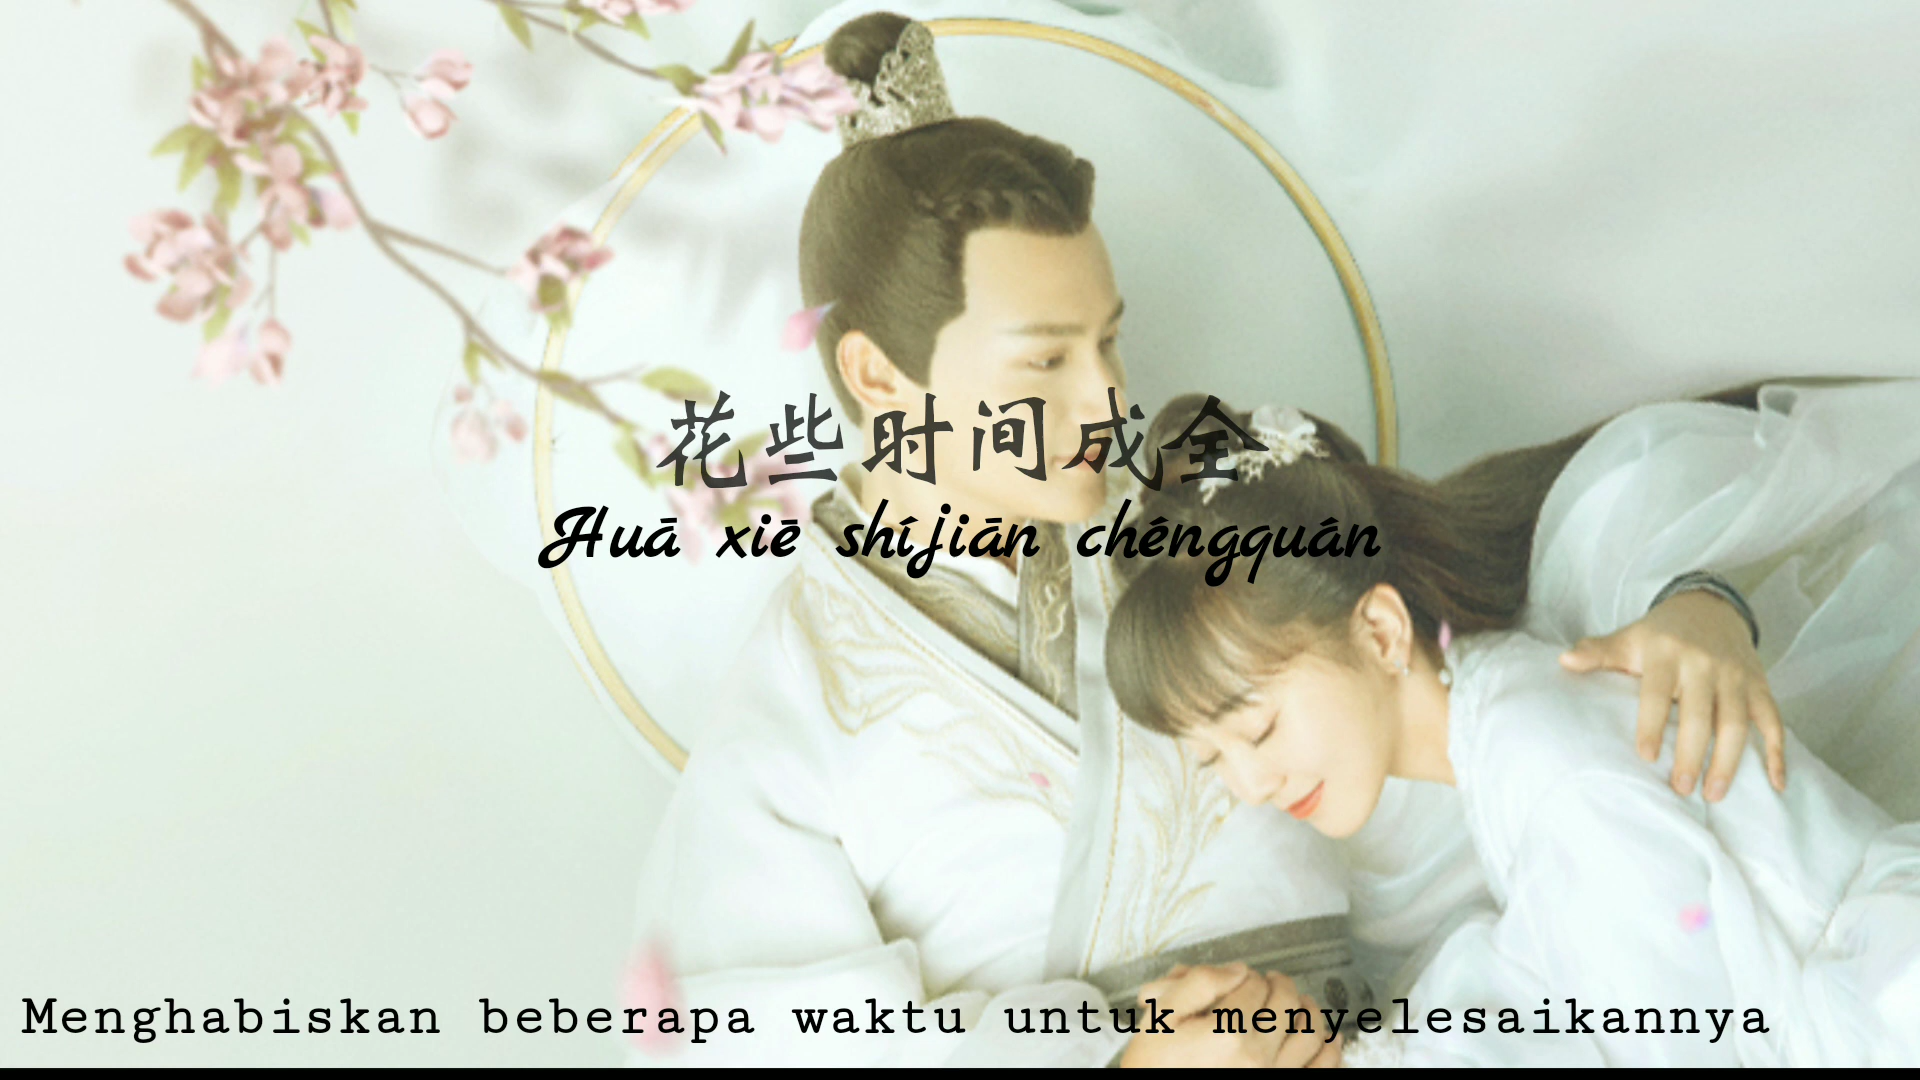 花些时间成全
Huā xiē shíjiān chéngquán
Menghabiskan beberapa waktu untuk menyelesaikannya